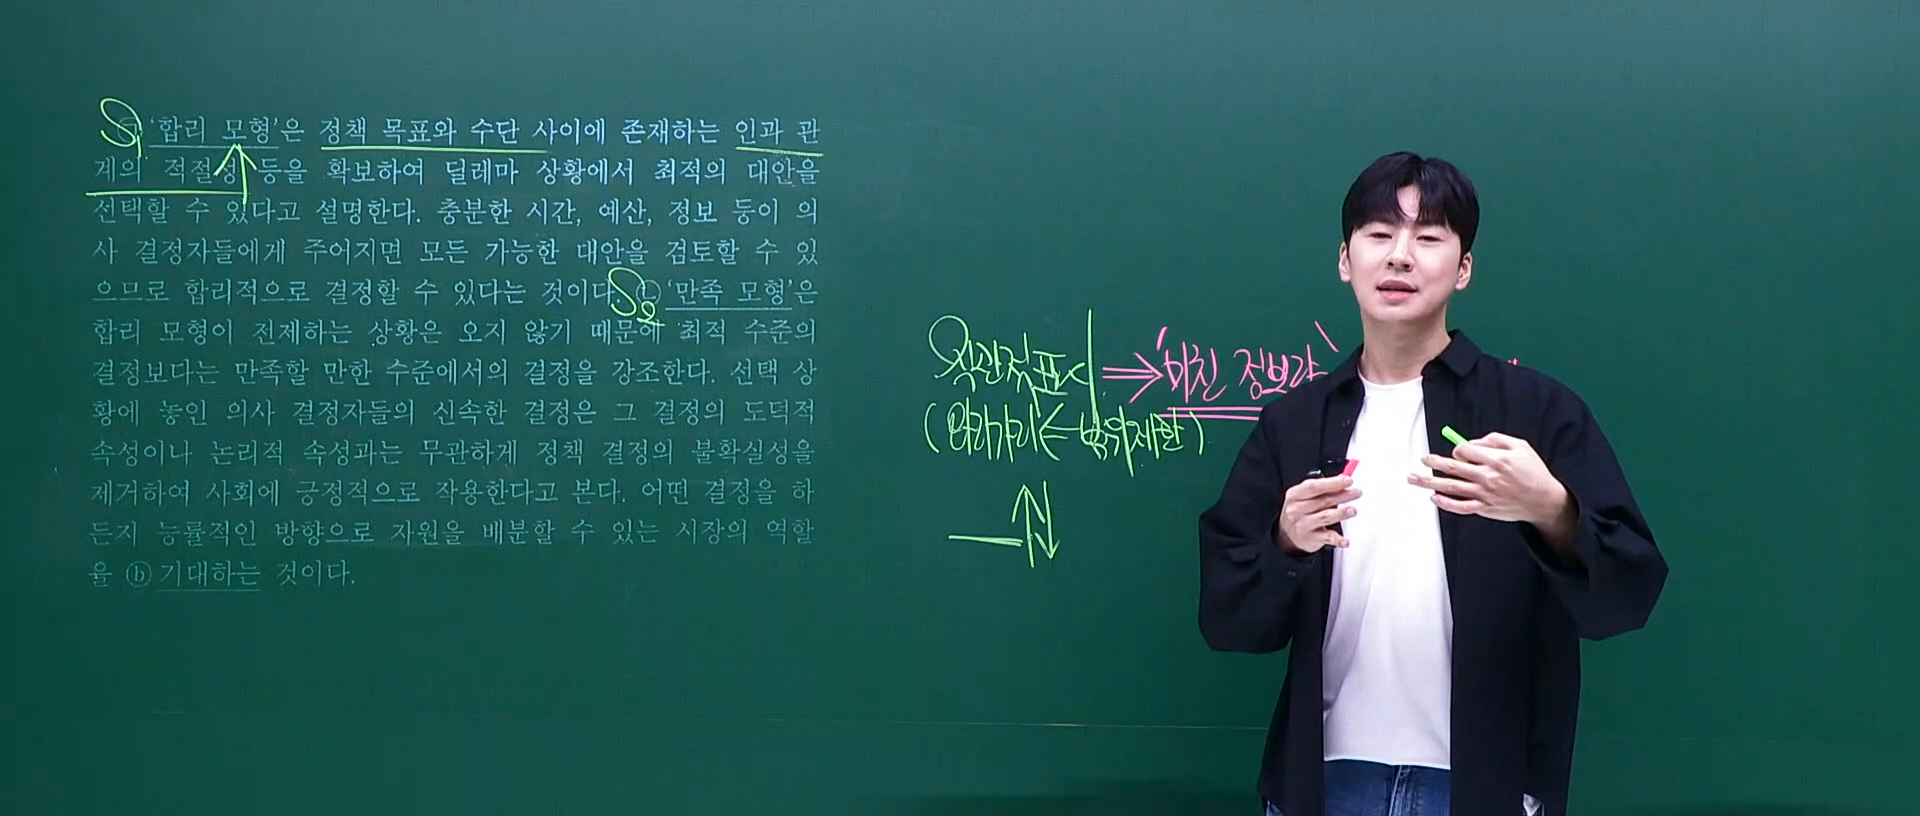 ㉠ '합리 모형'은 정책 목표와 수단 사이에 존재하는 인과 관
계의 적절성 등을 확보하여 딜레마 상황에서 최적의 대안을
선택할 수 있다고 설명한다. 충분한 시간, 예산, 정보 등이 의
사 결정자들에게 주어지면 모든 가능한 대안을 검토할 수 있
으므로 합리적으로 결정할 수 있다는 것이다. ㉡ '만족 모형'은
합리 모형이 전제하는 상황은 오지 않기 때문에 최적 수준의
결정보다는 만족할 만한 수준에서의 결정을 강조한다. 선택 상
황에 놓인 의사 결정자들의 신속한 결정은 그 결정의 도덕적
속성이나 논리적 속성과는 무관하게 정책 결정의 불확실성을
제거하여 사회에 긍정적으로 작용한다고 본다. 어떤 결정을 하
든지 능률적인 방향으로 자원을 배분할 수 있는 시장의 역할
을 ⓑ 기대하는 것이다.
S1
S2
'미친 정보량'
범위제한)